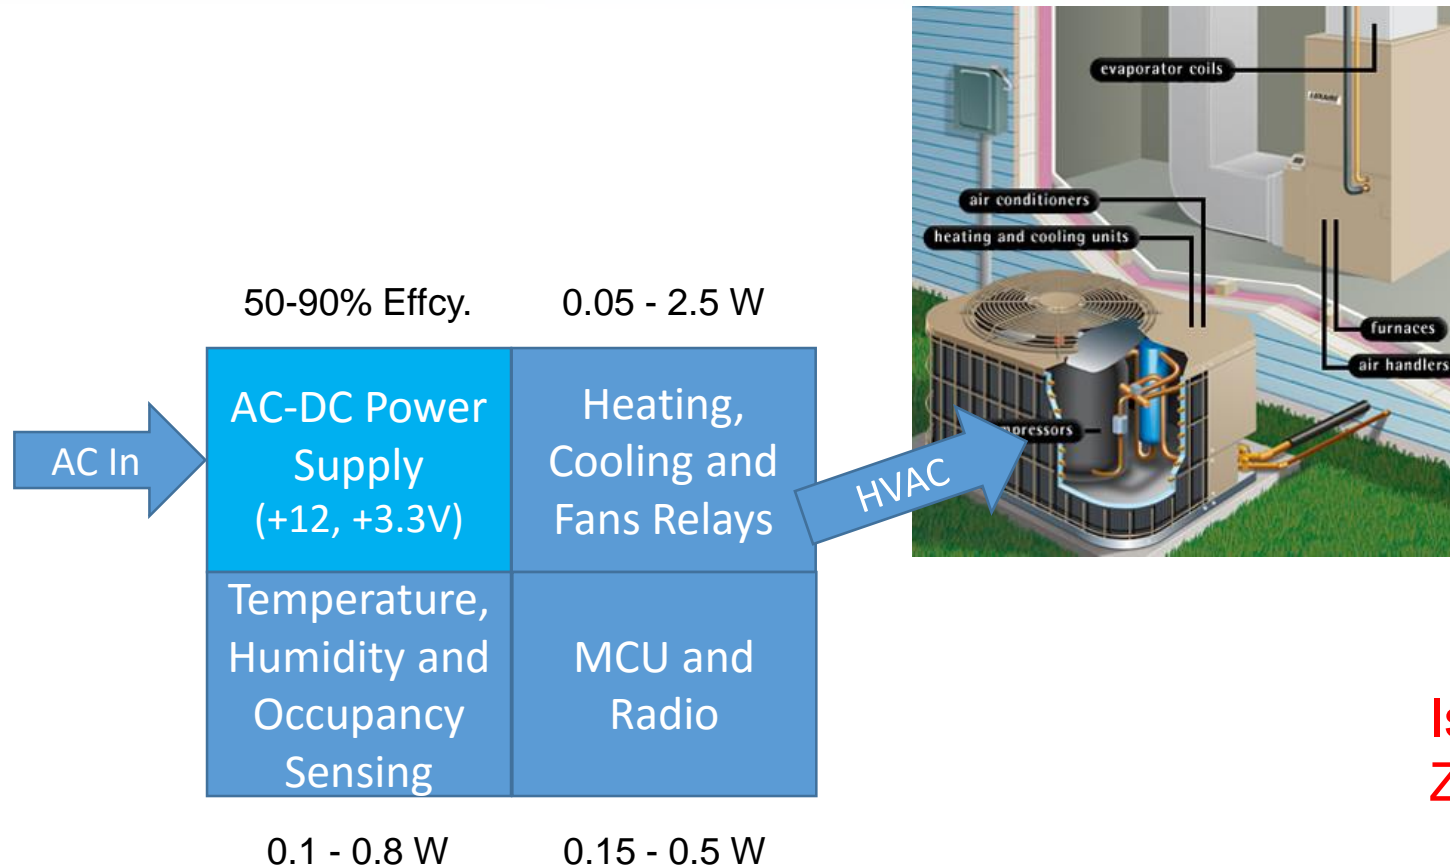 evaporator coils
air conditioners
heating and cooling units
furnaces
air handlers
50-90% Effcy.
0.05 - 2.5 W
AC In
AC-DC Power
Supply
(+12, +3.3V)
Heating,
Cooling and
Fans Relays
HVAC
mpressors
Temperature,
Humidity and
Occupancy
Sensing
MCU and
Radio
0.1 - 0.8 W
0.15 - 0.5 W
Is
Z